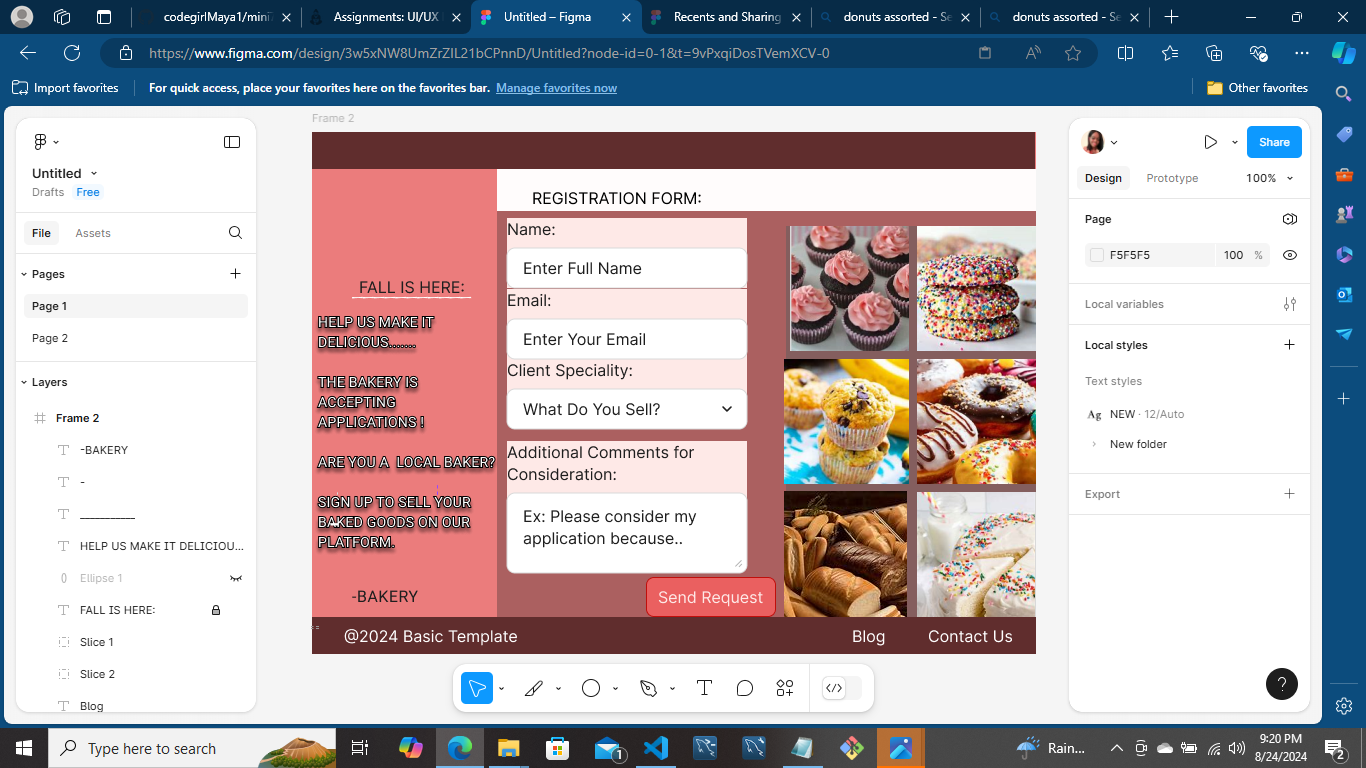 codegirlMaya1/mini
Assignments: UI/UX
Untitled – Figma
Recents and Sharing
donuts assorted - Se
donuts assorted - Se
https://www.figma.com/design/3w5xNW8UmZrZIL21bCPnnD/Untitled?node-id=0-1&t=9vPxqiDosTVemXCV-0
Import favorites
For quick access, place your favorites here on the favorites bar. Manage favorites now
Other favorites
Untitled
Drafts Free
File Assets
Pages
Page 1
Page 2
Layers
Frame 2
-BAKERY
-
___________
HELP US MAKE IT DELICIOU...
Ellipse 1
FALL IS HERE:
Slice 1
Slice 2
Blog
Frame 2
REGISTRATION FORM:
FALL IS HERE:
HELP US MAKE IT
DELICIOUS.......
THE BAKERY IS
ACCEPTING
APPLICATIONS !
ARE YOU A LOCAL BAKER?
SIGN UP TO SELL YOUR
BAKED GOODS ON OUR
PLATFORM.
-BAKERY
Name:
Enter Full Name
Email:
Enter Your Email
Client Speciality:
What Do You Sell?
Additional Comments for
Consideration:
Ex: Please consider my
application because..
Send Request
@2024 Basic Template
Blog
Contact Us
Share
Design Prototype 100%
Page
F5F5F5 100 %
Local variables
Local styles
Text styles
Ag NEW · 12/Auto
New folder
Export
?
Type here to search
1
Rain...
9:20 PM
8/24/2024
2